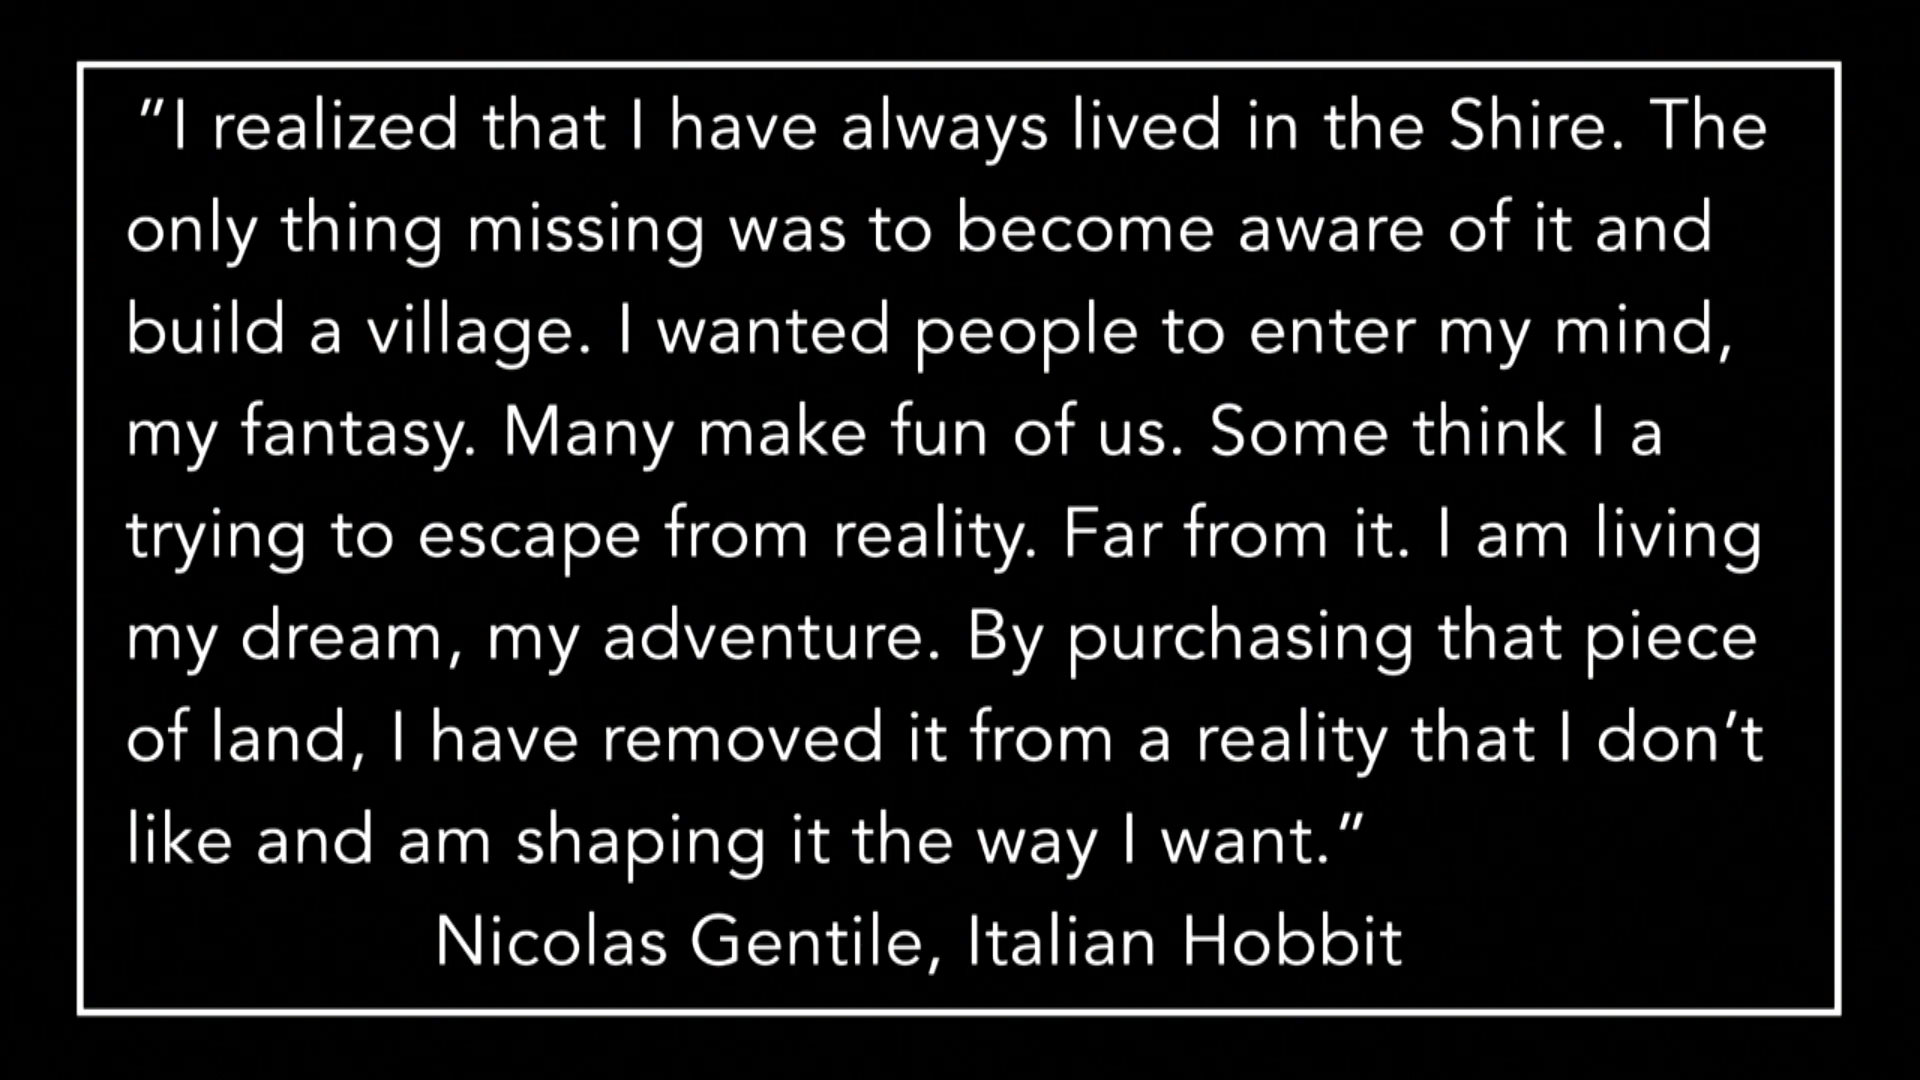 "I realized that I have always lived in the Shire. The
only thing missing was to become aware of it and
build a village. I wanted people to enter my mind,
my fantasy. Many make fun of us. Some think I a
trying to escape from reality. Far from it. I am living
my dream, my adventure. By purchasing that piece
of land, I have removed it from a reality that I don't
like and am shaping it the way I want."
Nicolas Gentile, Italian Hobbit